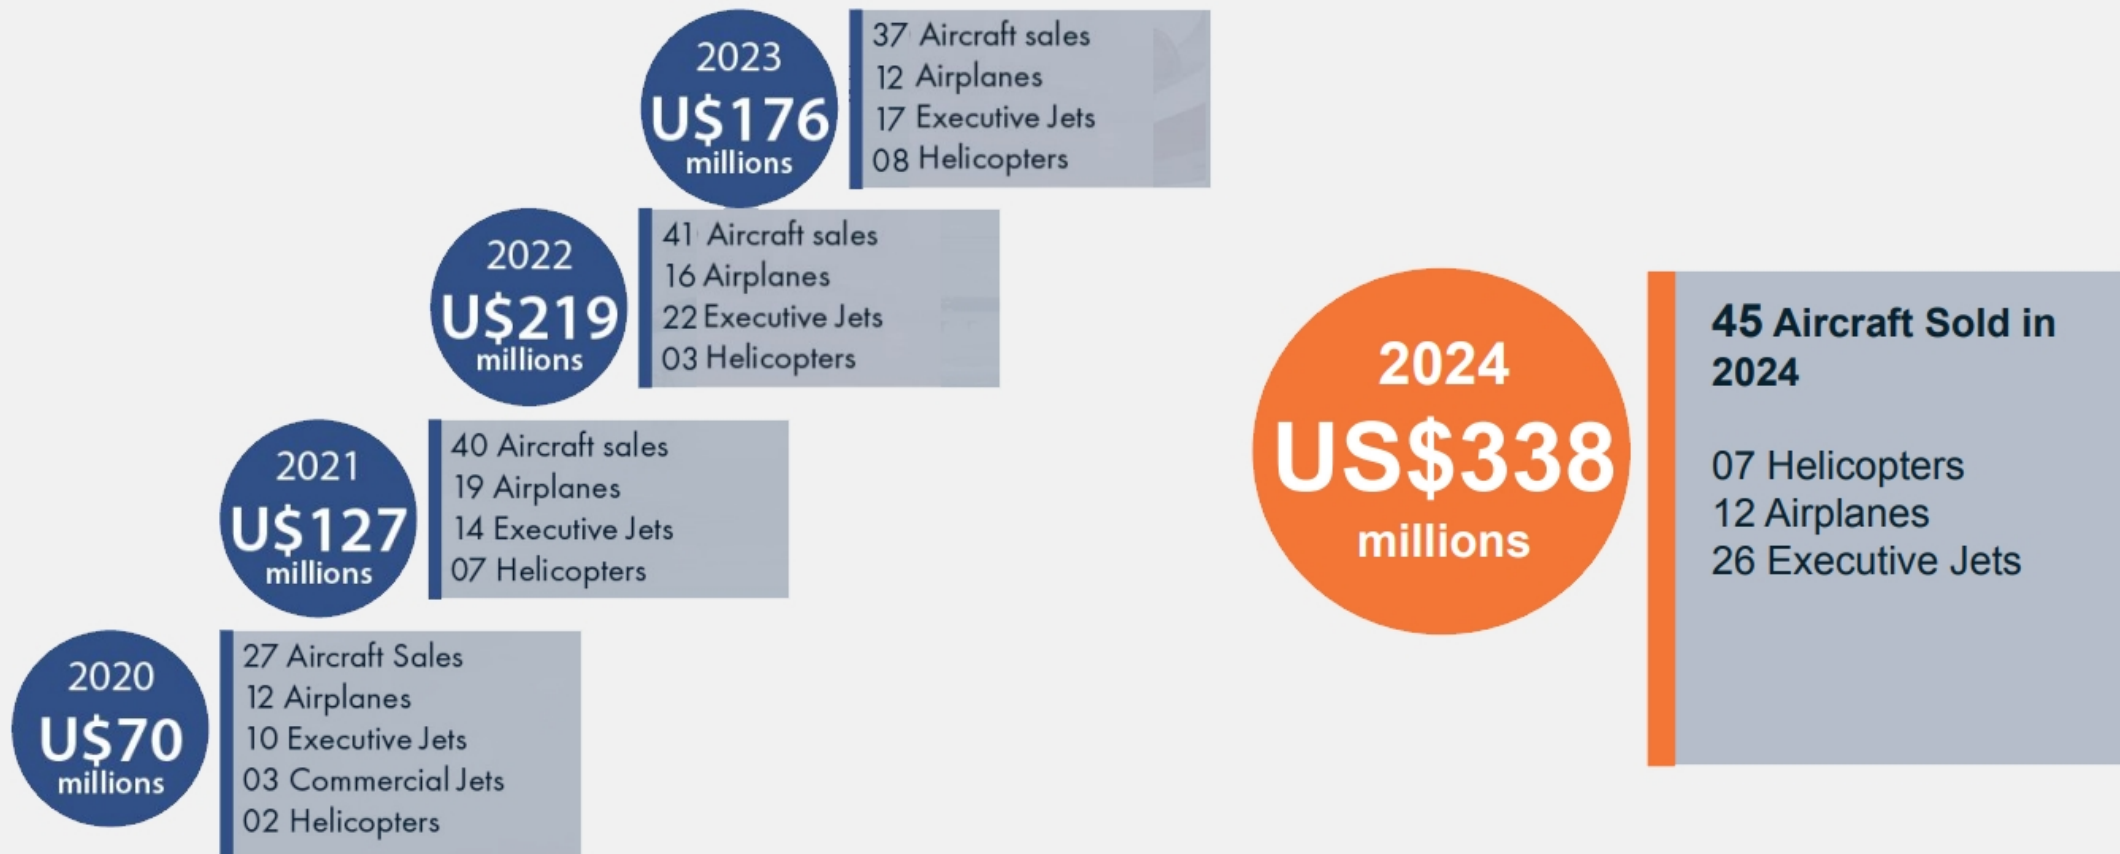 2023
U$176
millions
37 Aircraft sales
12 Airplanes
17 Executive Jets
08 Helicopters
2022
U$219
millions
41 Aircraft sales
16 Airplanes
22 Executive Jets
03 Helicopters
2021
U$127
millions
40 Aircraft sales
19 Airplanes
14 Executive Jets
07 Helicopters
2020
U$70
millions
27 Aircraft Sales
12 Airplanes
10 Executive Jets
03 Commercial Jets
02 Helicopters
2024
US$338
millions
45 Aircraft Sold in
2024
07 Helicopters
12 Airplanes
26 Executive Jets